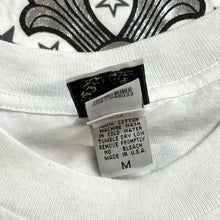 100% COTTON
MACHINE WASH
IN COLD WATER
TUMBLE DRY LOW
REMOVE PROMPTLY
NO BLEACH
MADE IN U.S.A.
M